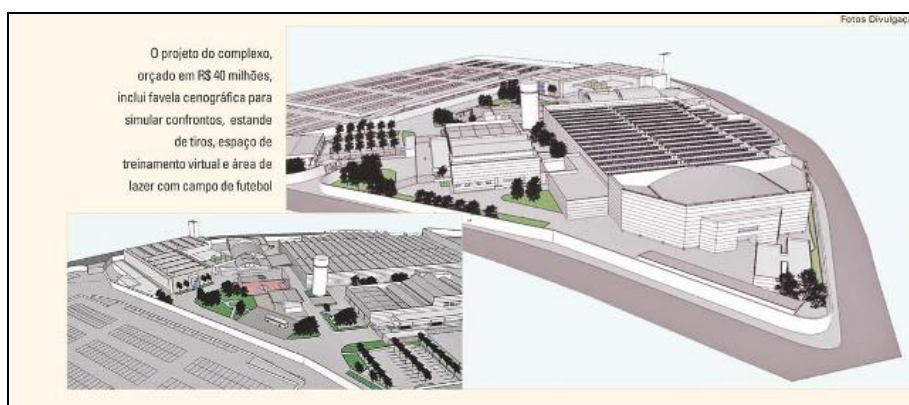 Fotos Divulgaç
O projeto do complexo,
orçado em R$ 40 milhões,
inclui favela cenográfica para
simular confrontos, estande
de tiros, espaço de
treinamento virtual e área de
lazer com campo de futebol